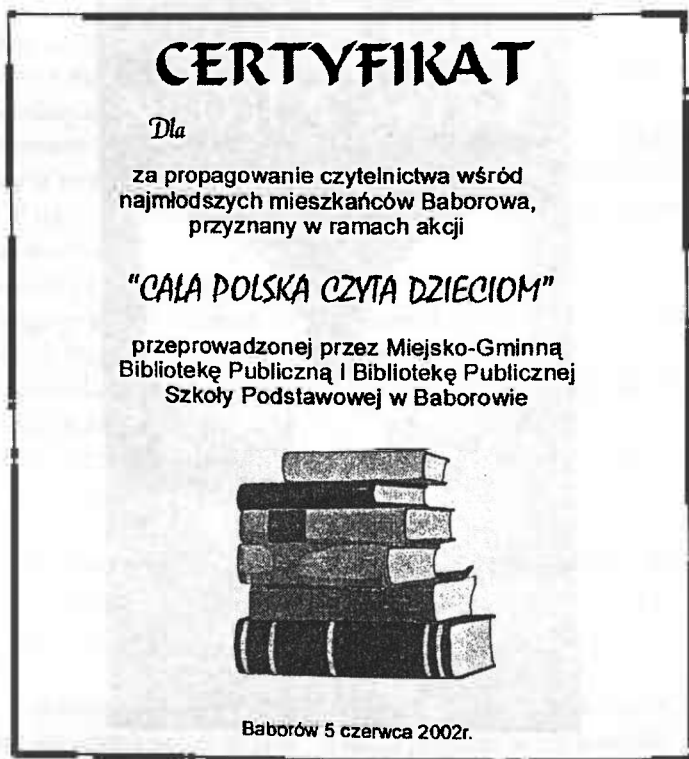 CERTYFIKAT
Dla
za propagowanie czytelnictwa wśród
najmłodszych mieszkańców Baborowa,
przyznany w ramach akcji
"CAŁA POLSKA CZYTA DZIECIOM"
przeprowadzonej przez Miejsko-Gminną
Bibliotekę Publiczną i Bibliotekę Publicznej
Szkoły Podstawowej w Baborowie
Baborów 5 czerwca 2002r.